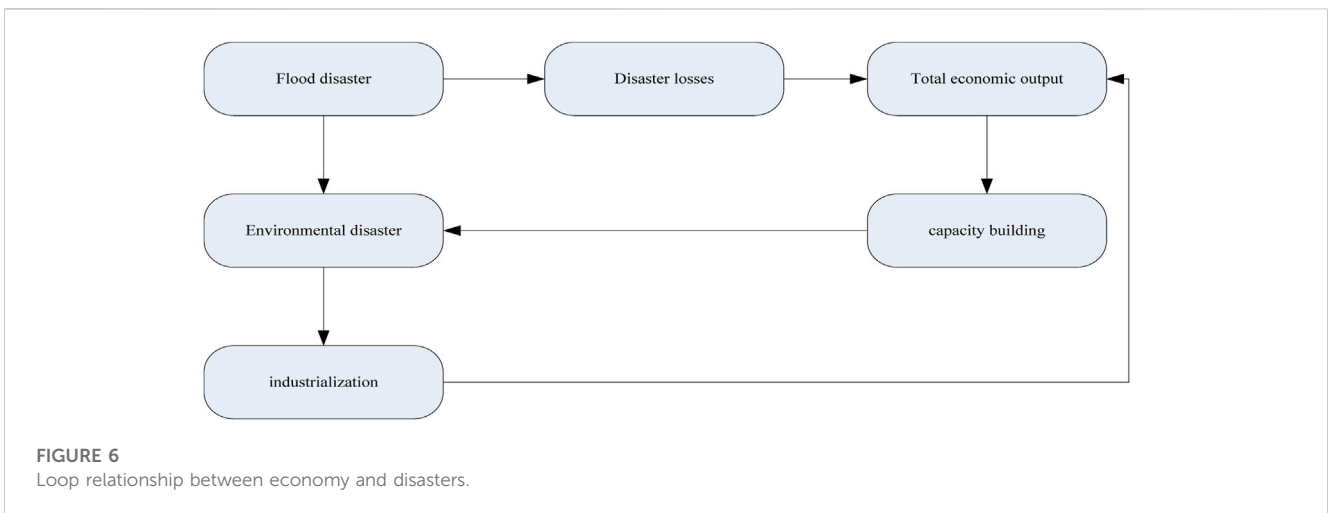 Flood disaster
Disaster losses
Total economic output
Environmental disaster
capacity building
industrialization
FIGURE 6
Loop relationship between economy and disasters.